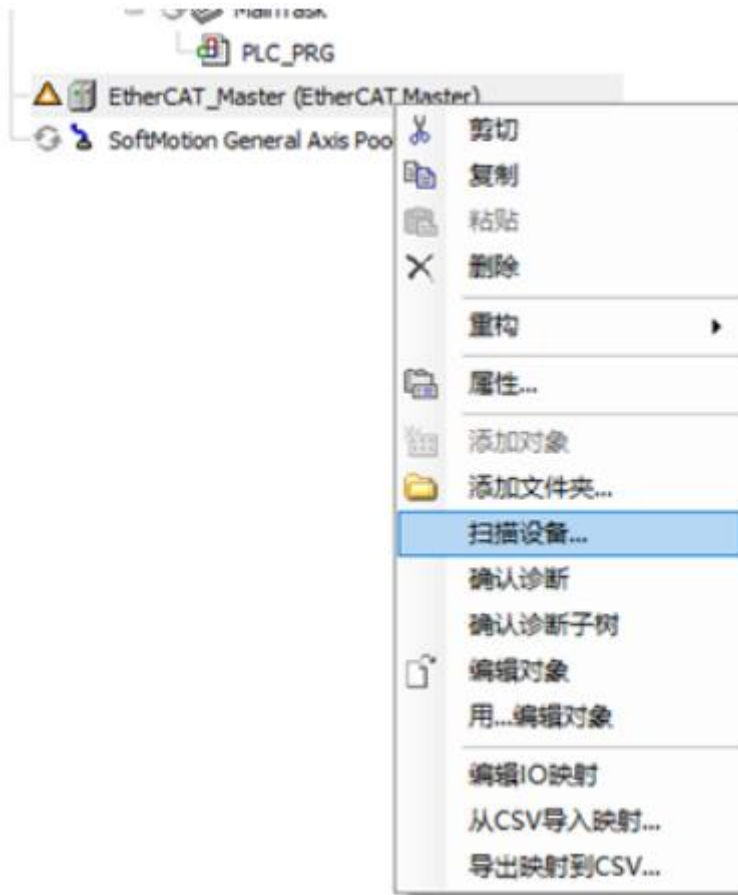 MainTask
PLC_PRG
EtherCAT_Master (EtherCAT Master)
SoftMotion General Axis Poo
剪切
复制
粘贴
删除
重构
属性...
添加对象
添加文件夹...
扫描设备...
确认诊断
确认诊断子树
编辑对象
用...编辑对象
编辑IO映射
从CSV导入映射...
导出映射到CSV...